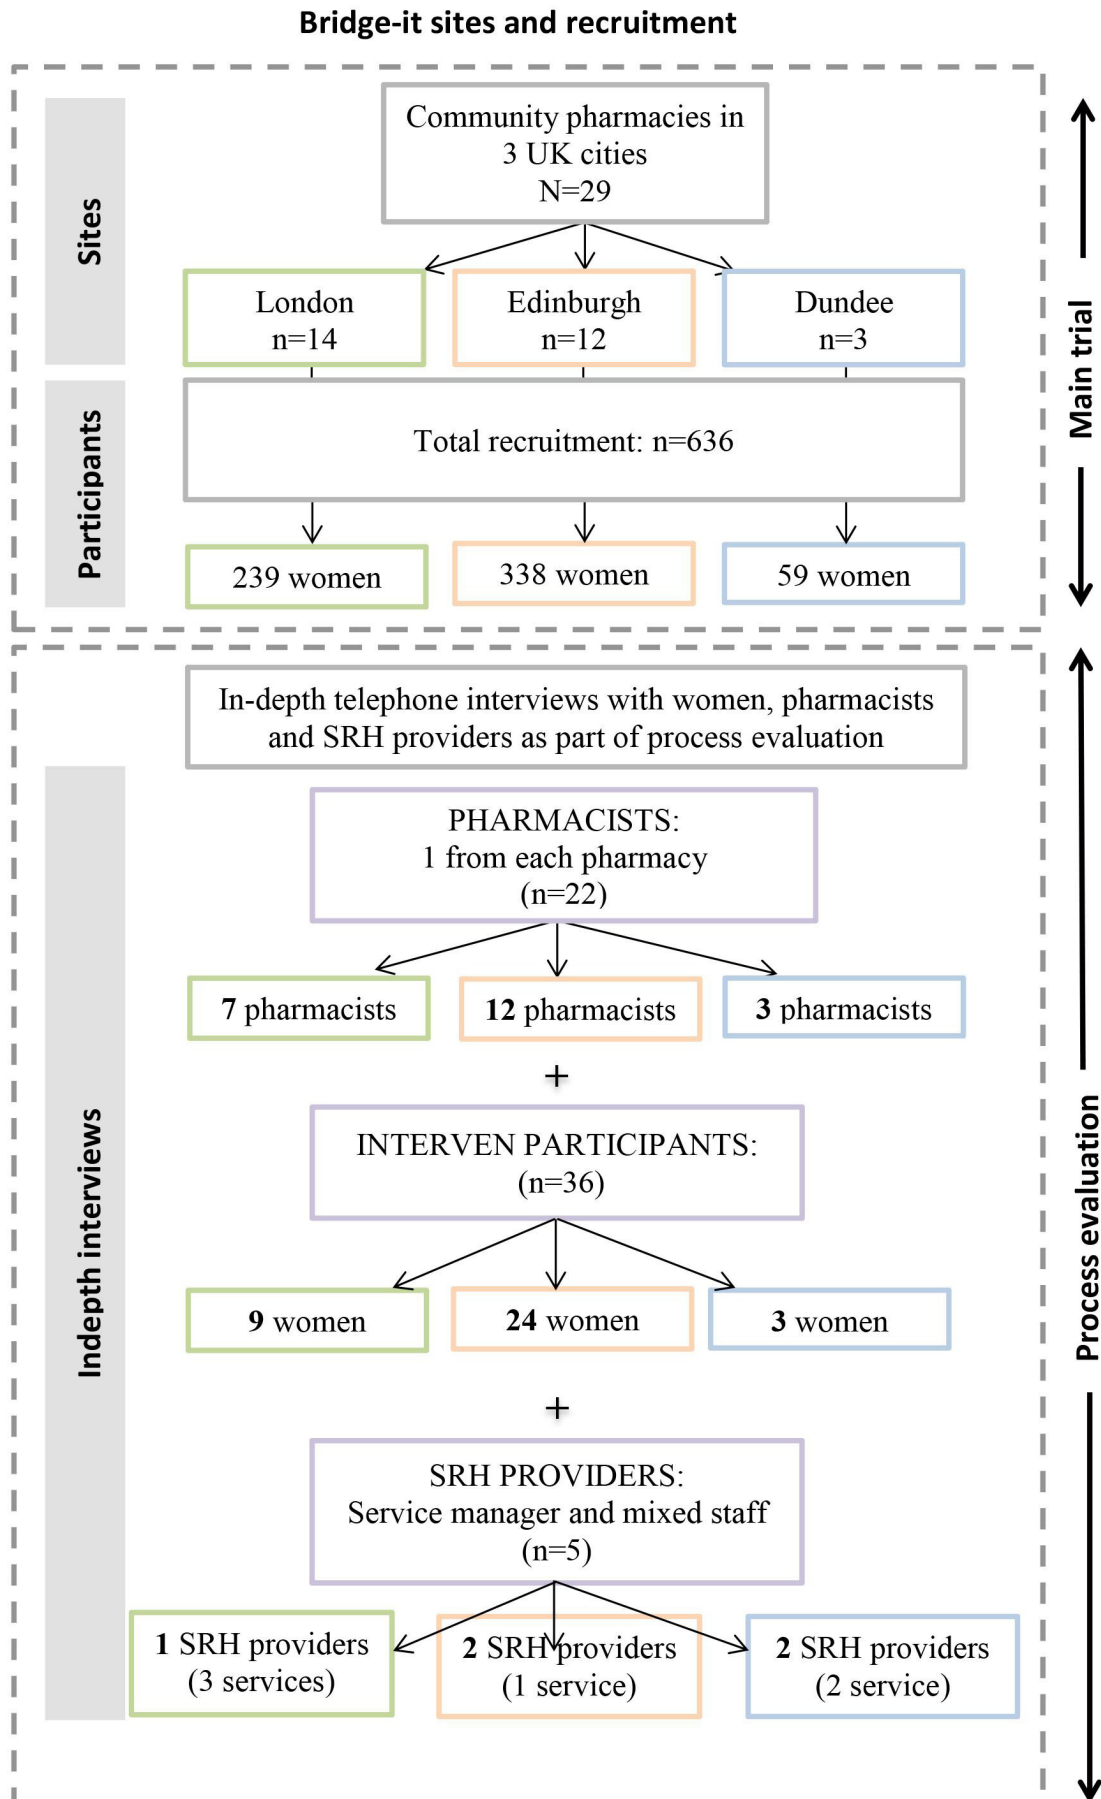 Bridge-it sites and recruitment
Sites
Community pharmacies in
3 UK cities
N=29
London
n=14
Edinburgh
n=12
Dundee
n=3
Main trial
Participants
Total recruitment: n=636
239 women
338 women
59 women
In-depth telephone interviews with women, pharmacists
and SRH providers as part of process evaluation
Indepth interviews
PHARMACISTS:
1 from each pharmacy
(n=22)
7 pharmacists
12 pharmacists
3 pharmacists
+
INTERVEN PARTICIPANTS:
(n=36)
Process evaluation
9 women
24 women
3 women
+
SRH PROVIDERS:
Service manager and mixed staff
(n=5)
1 SRH providers
(3 services)
2 SRH providers
(1 service)
2 SRH providers
(2 service)